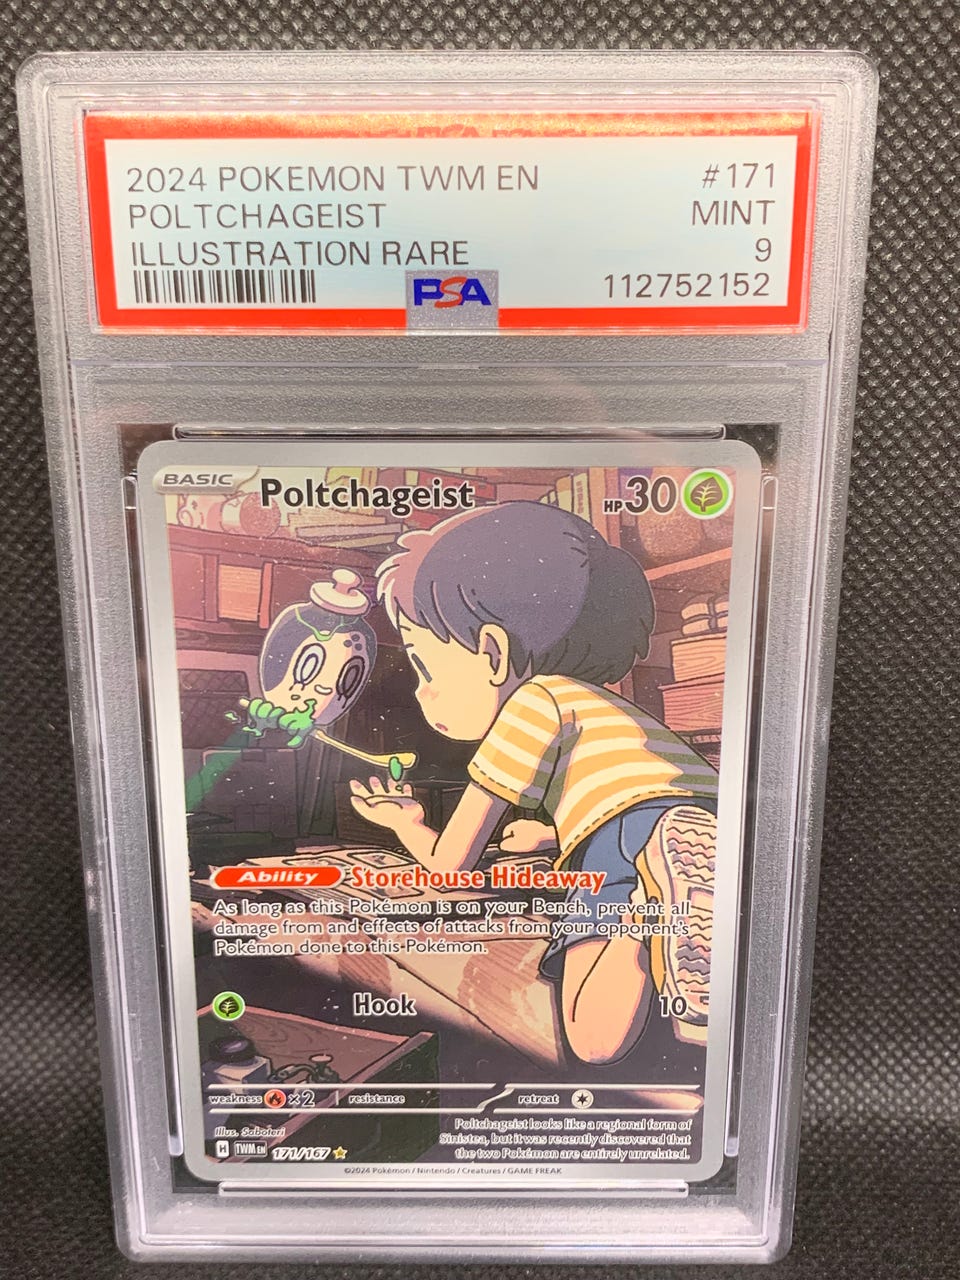 2024 POKEMON TWM EN #171
POLTCHAGEIST MINT
ILLUSTRATION RARE 9
PSA 112752152
BASIC Poltchageist HP30
Ability Storehouse Hideaway
As long as this Pokémon is on your Bench, prevent all
damage from and effects of attacks from your opponent's
Pokémon done to this Pokémon.
Hook 10
weakness ×2 resistance retreat
Illus. Saboteri
Poltchageist looks like a regional form of
Sinistea, but it was recently discovered that
the two Pokémon are entirely unrelated.
H TWM EN 171/167
©2024 Pokémon / Nintendo / Creatures / GAME FREAK